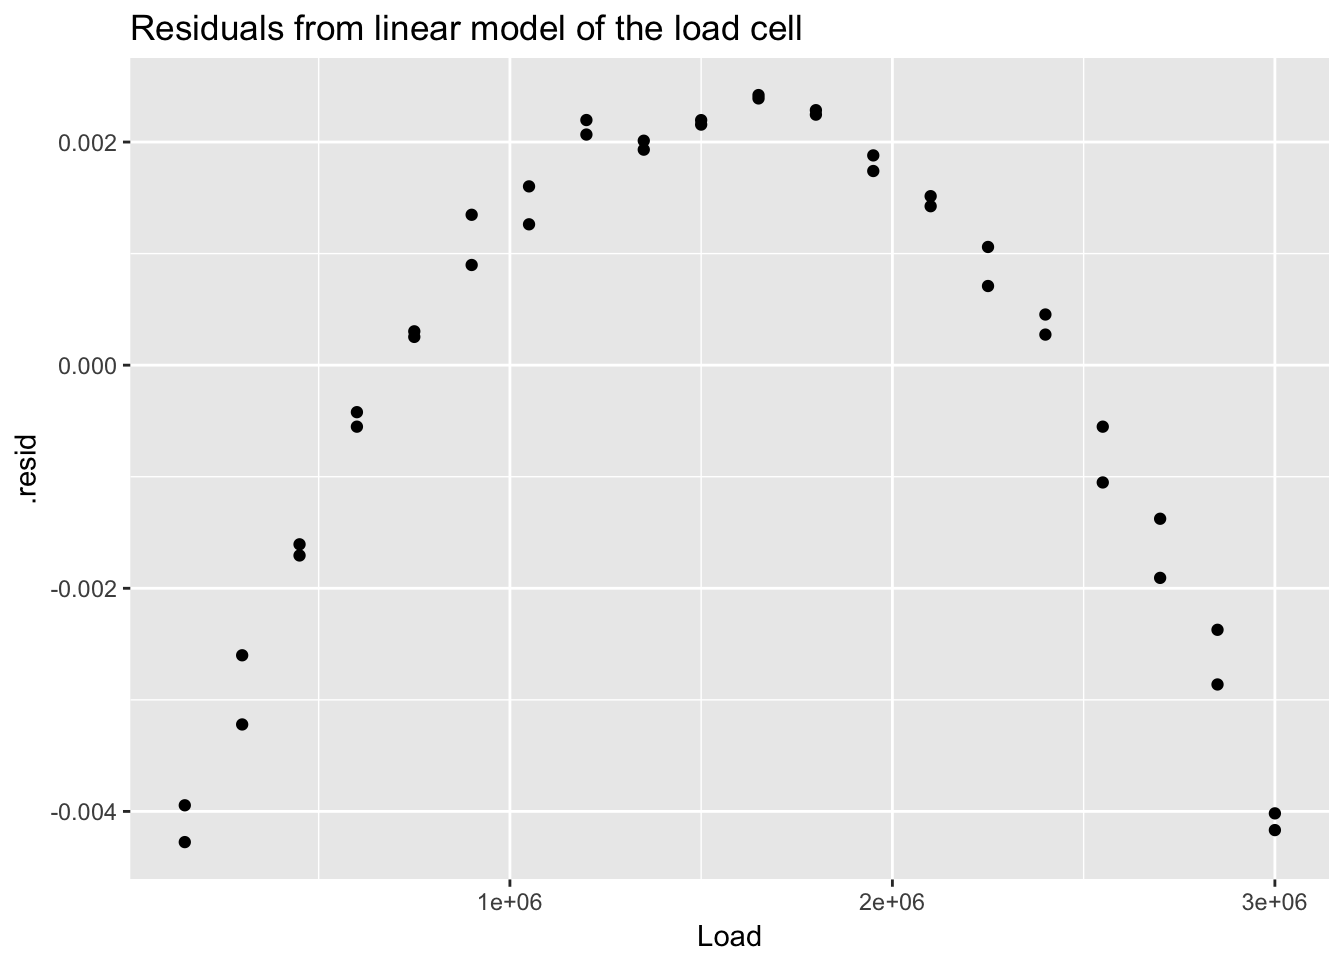 Residuals from linear model of the load cell
0.002
0.000
-0.002
-0.004
.resid
1e+06 2e+06 3e+06
Load